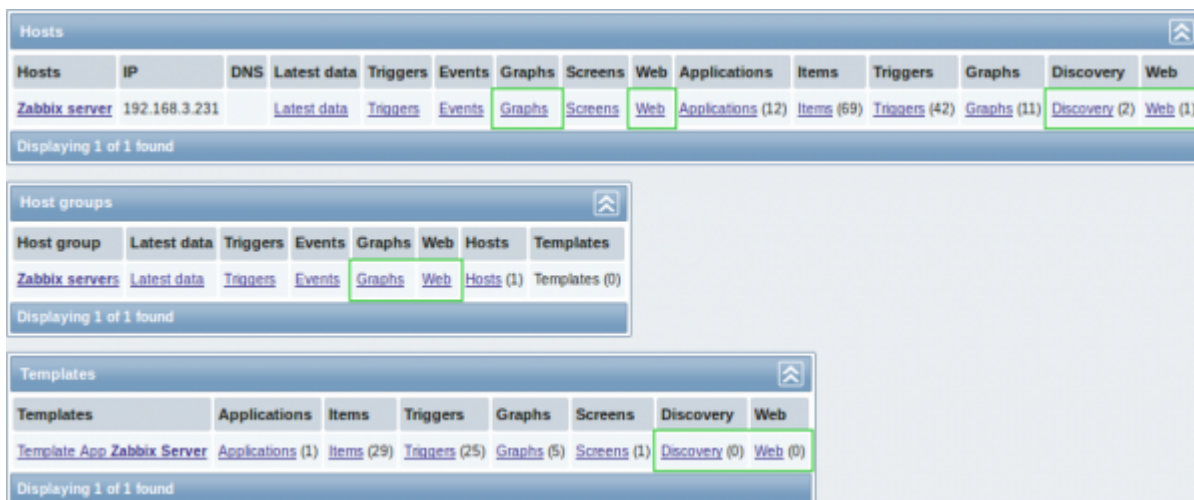 Hosts
Hosts IP DNS Latest data Triggers Events Graphs Screens Web Applications Items Triggers Graphs Discovery Web
Zabbix server 192.168.3.231 Latest data Triggers Events Graphs Screens Web Applications (12) Items (69) Triggers (42) Graphs (11) Discovery (2) Web (1)
Displaying 1 of 1 found
Host groups
Host group Latest data Triggers Events Graphs Web Hosts Templates
Zabbix servers Latest data Triggers Events Graphs Web Hosts (1) Templates (0)
Displaying 1 of 1 found
Templates
Templates Applications Items Triggers Graphs Screens Discovery Web
Template App Zabbix Server Applications (1) Items (29) Triggers (25) Graphs (5) Screens (1) Discovery (0) Web (0)
Displaying 1 of 1 found